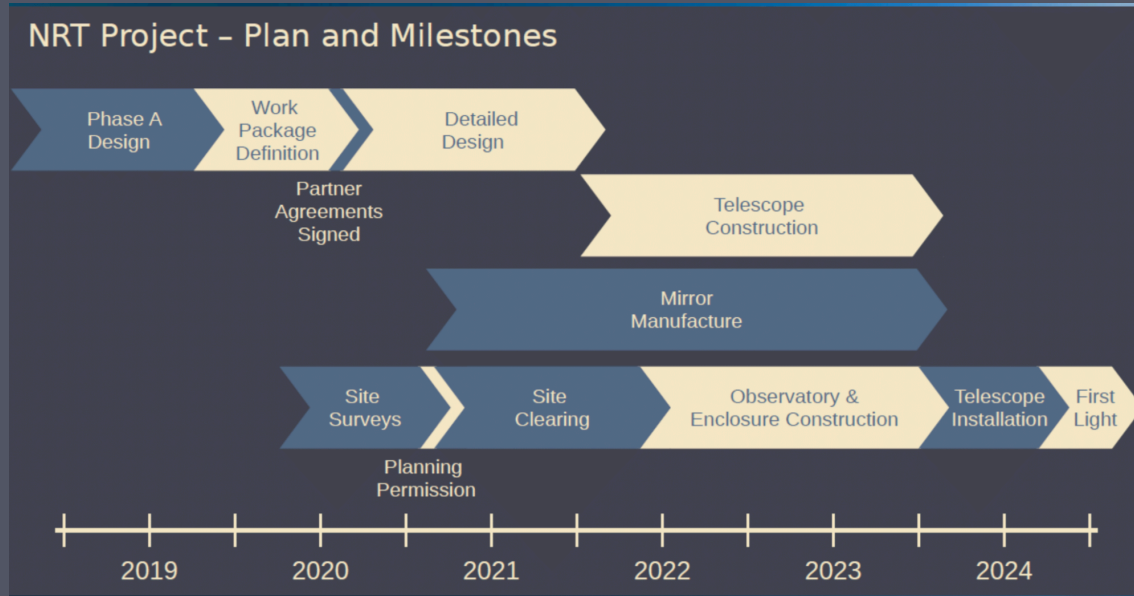 NRT Project – Plan and Milestones
Phase A
Design
Work
Package
Definition
Detailed
Design
Partner
Agreements
Signed
Telescope
Construction
Mirror
Manufacture
Site
Surveys
Site
Clearing
Observatory &
Enclosure Construction
Telescope
Installation
First
Light
Planning
Permission
2019 2020 2021 2022 2023 2024